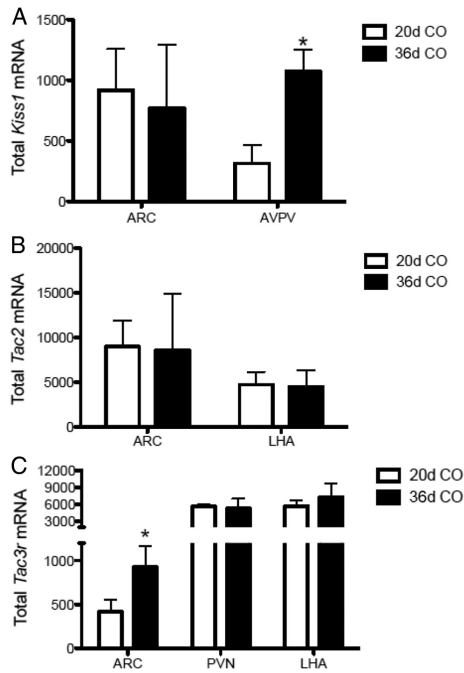 A
Total Kiss1 mRNA
1500
1000
500
0
ARC
AVPV
*
20d CO
36d CO
B
Total Tac2 mRNA
20000
15000
10000
5000
0
ARC
LHA
20d CO
36d CO
C
Total Tac3r mRNA
12000
9000
6000
3000
1000
500
0
*
ARC
PVN
LHA
20d CO
36d CO